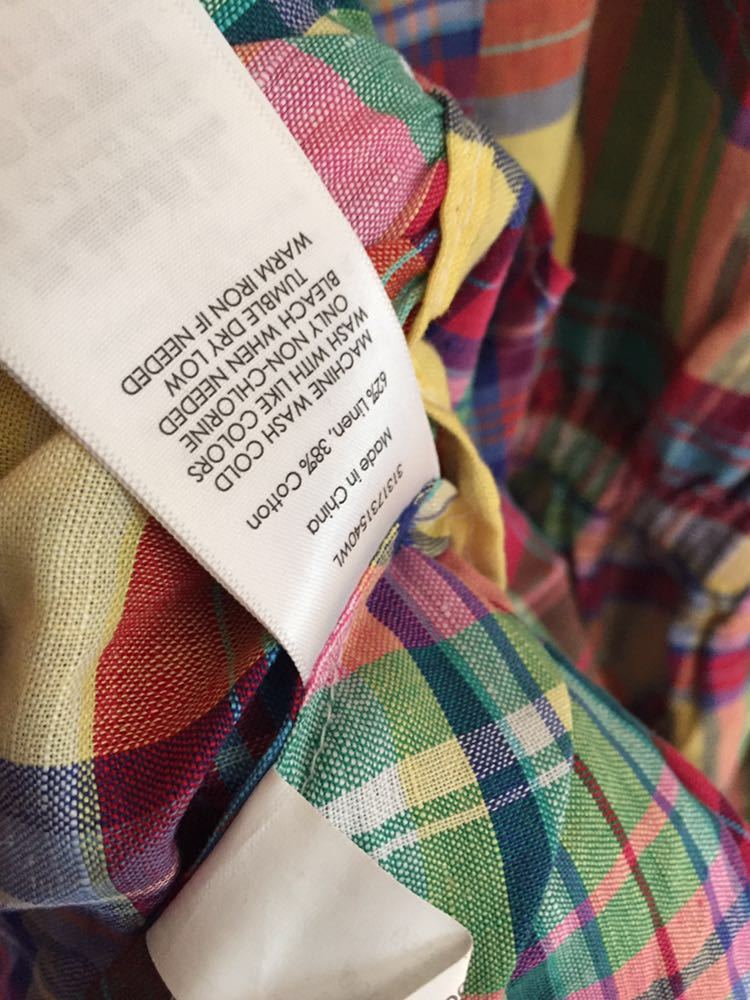 313173154OWL
Made in China
62% Linen, 38% Cotton
MACHINE WASH COLD
WASH WITH LIKE COLORS
ONLY NON-CHLORINE
BLEACH WHEN NEEDED
TUMBLE DRY LOW
WARM IRON IF NEEDED